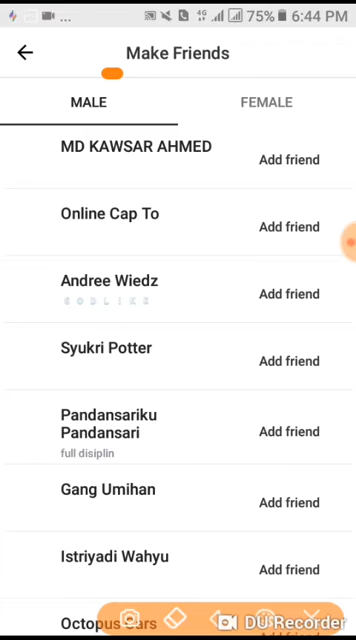 ... 4G 75% 6:44 PM
Make Friends
MALE FEMALE
MD KAWSAR AHMED
Add friend
Online Cap To
Add friend
Andree Wiedz
G O D L I K E
Add friend
Syukri Potter
Add friend
Pandansariku
Pandansari
full disiplin
Add friend
Gang Umihan
Add friend
Istriyadi Wahyu
Add friend
Octopus
DU Recorder